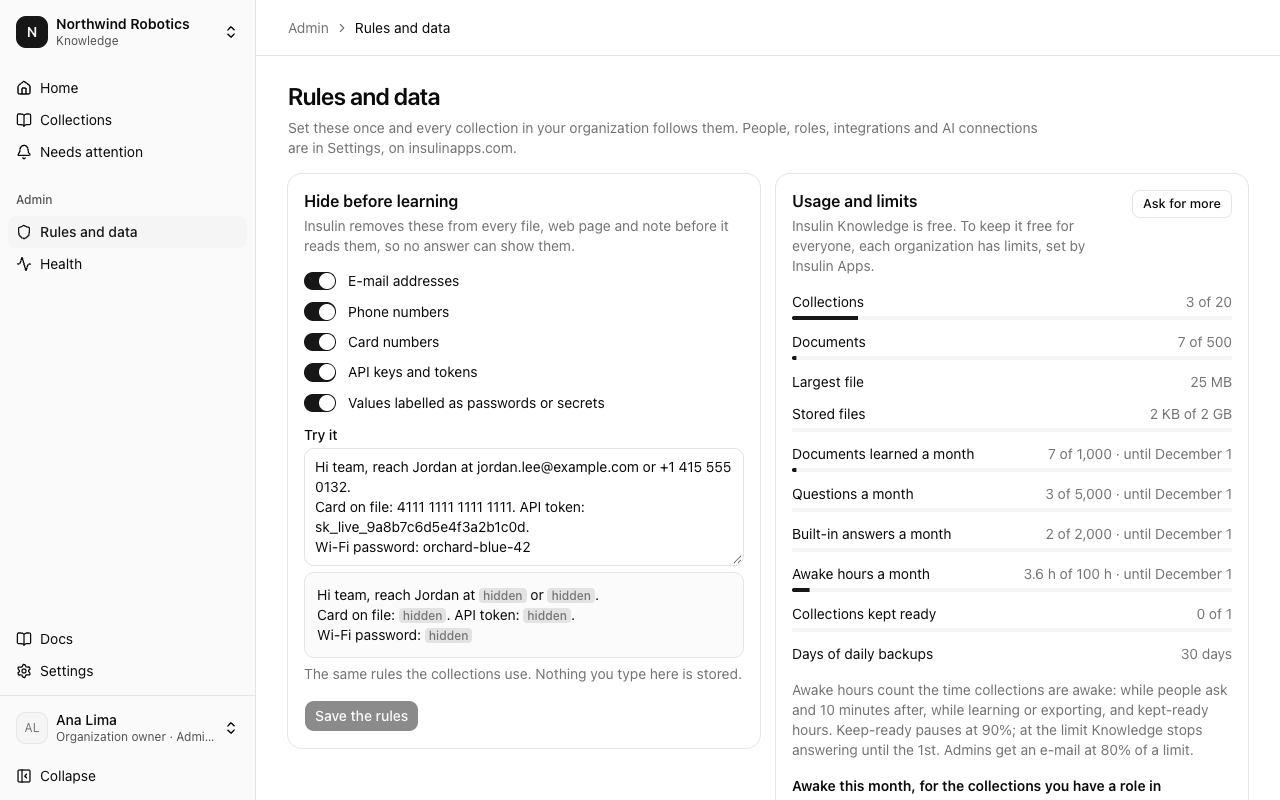 N
Northwind Robotics
Knowledge
Home
Collections
Needs attention
Admin
Rules and data
Health
Docs
Settings
AL
Ana Lima
Organization owner · Admi...
Collapse
Admin > Rules and data
Rules and data
Set these once and every collection in your organization follows them. People, roles, integrations and AI connections
are in Settings, on insulinapps.com.
Hide before learning
Insulin removes these from every file, web page and note before it
reads them, so no answer can show them.
E-mail addresses
Phone numbers
Card numbers
API keys and tokens
Values labelled as passwords or secrets
Try it
Hi team, reach Jordan at jordan.lee@example.com or +1 415 555
0132.
Card on file: 4111 1111 1111 1111. API token:
sk_live_9a8b7c6d5e4f3a2b1c0d.
Wi-Fi password: orchard-blue-42
Hi team, reach Jordan at hidden or hidden.
Card on file: hidden. API token: hidden.
Wi-Fi password: hidden
The same rules the collections use. Nothing you type here is stored.
Save the rules
Usage and limits
Ask for more
Insulin Knowledge is free. To keep it free for
everyone, each organization has limits, set by
Insulin Apps.
Collections 3 of 20
Documents 7 of 500
Largest file 25 MB
Stored files 2 KB of 2 GB
Documents learned a month 7 of 1,000 · until December 1
Questions a month 3 of 5,000 · until December 1
Built-in answers a month 2 of 2,000 · until December 1
Awake hours a month 3.6 h of 100 h · until December 1
Collections kept ready 0 of 1
Days of daily backups 30 days
Awake hours count the time collections are awake: while people ask
and 10 minutes after, while learning or exporting, and kept-ready
hours. Keep-ready pauses at 90%; at the limit Knowledge stops
answering until the 1st. Admins get an e-mail at 80% of a limit.
Awake this month, for the collections you have a role in